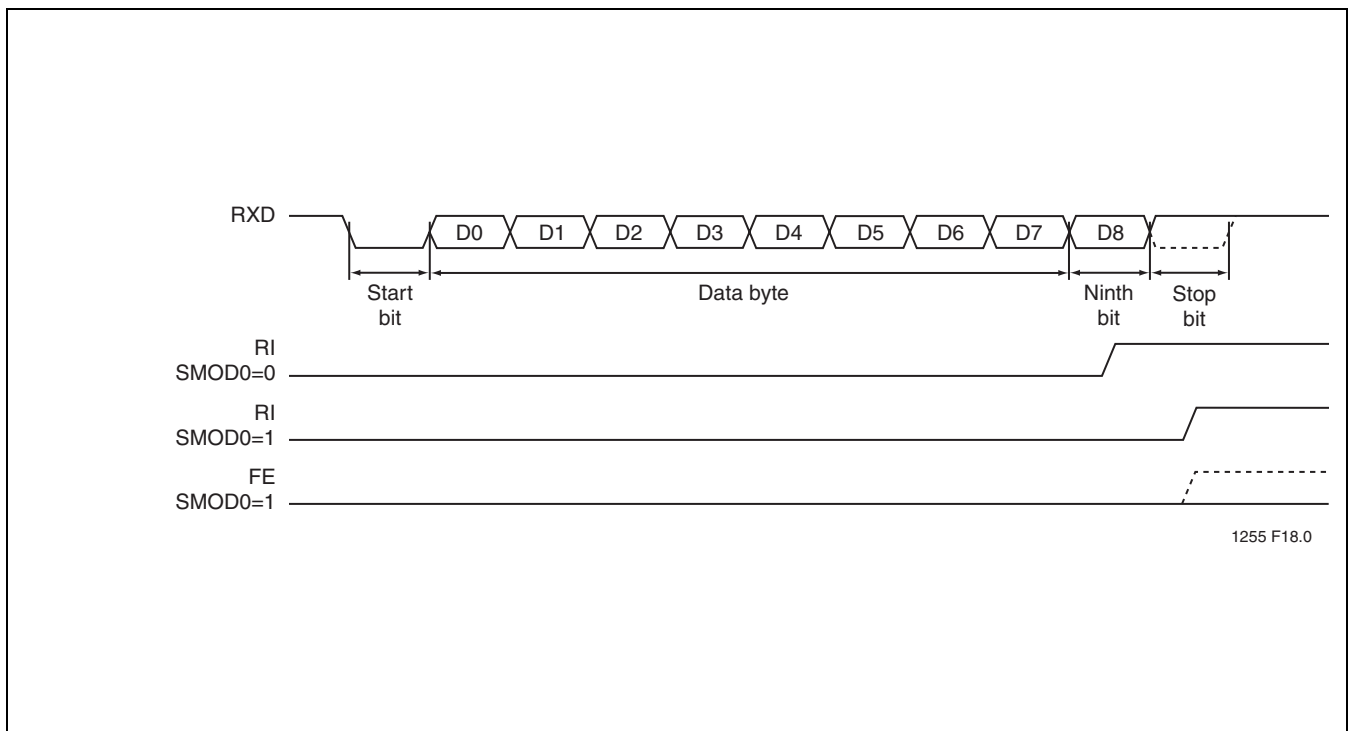 RXD
D0 D1 D2 D3 D4 D5 D6 D7 D8
Start
bit
Data byte
Ninth
bit
Stop
bit
RI
SMOD0=0
RI
SMOD0=1
FE
SMOD0=1
1255 F18.0